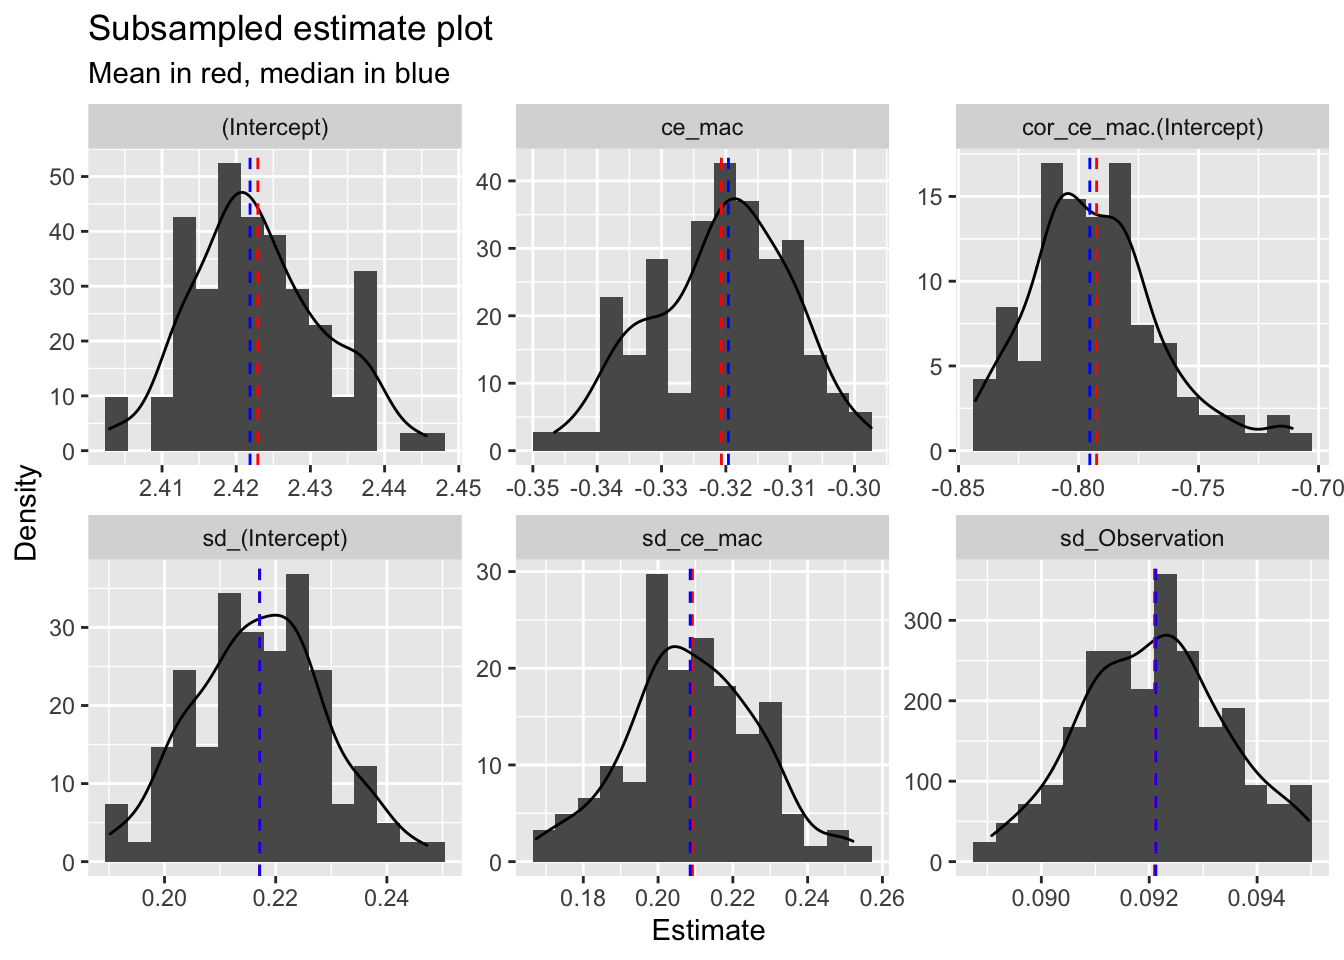 Subsampled estimate plot
Mean in red, median in blue
(Intercept)
ce_mac
cor_ce_mac.(Intercept)
50
40
30
20
10
0
40
30
20
10
0
15
10
5
0
2.41 2.42 2.43 2.44 2.45
-0.35 -0.34 -0.33 -0.32 -0.31 -0.30
-0.85 -0.80 -0.75 -0.70
Density
sd_(Intercept)
sd_ce_mac
sd_Observation
30
20
10
0
30
20
10
0
300
200
100
0
0.20 0.22 0.24
0.18 0.20 0.22 0.24 0.26
0.090 0.092 0.094
Estimate